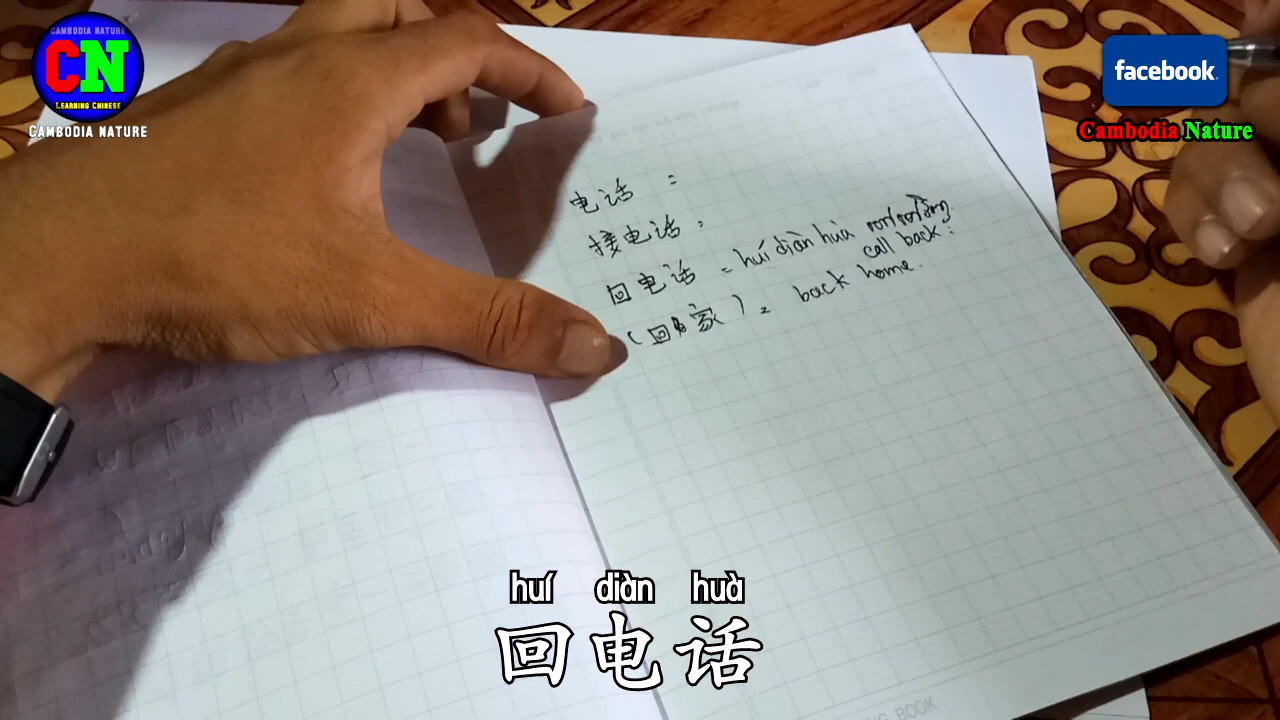 CAMBODIA NATURE
CN
LEARNING CHINESE
CAMBODIA NATURE
facebook
Cambodia Nature
电话 :
接电话 :
回电话 = huí diàn huà
call back :
(回家) = back home.
huí diàn huà
回电话
BOOK